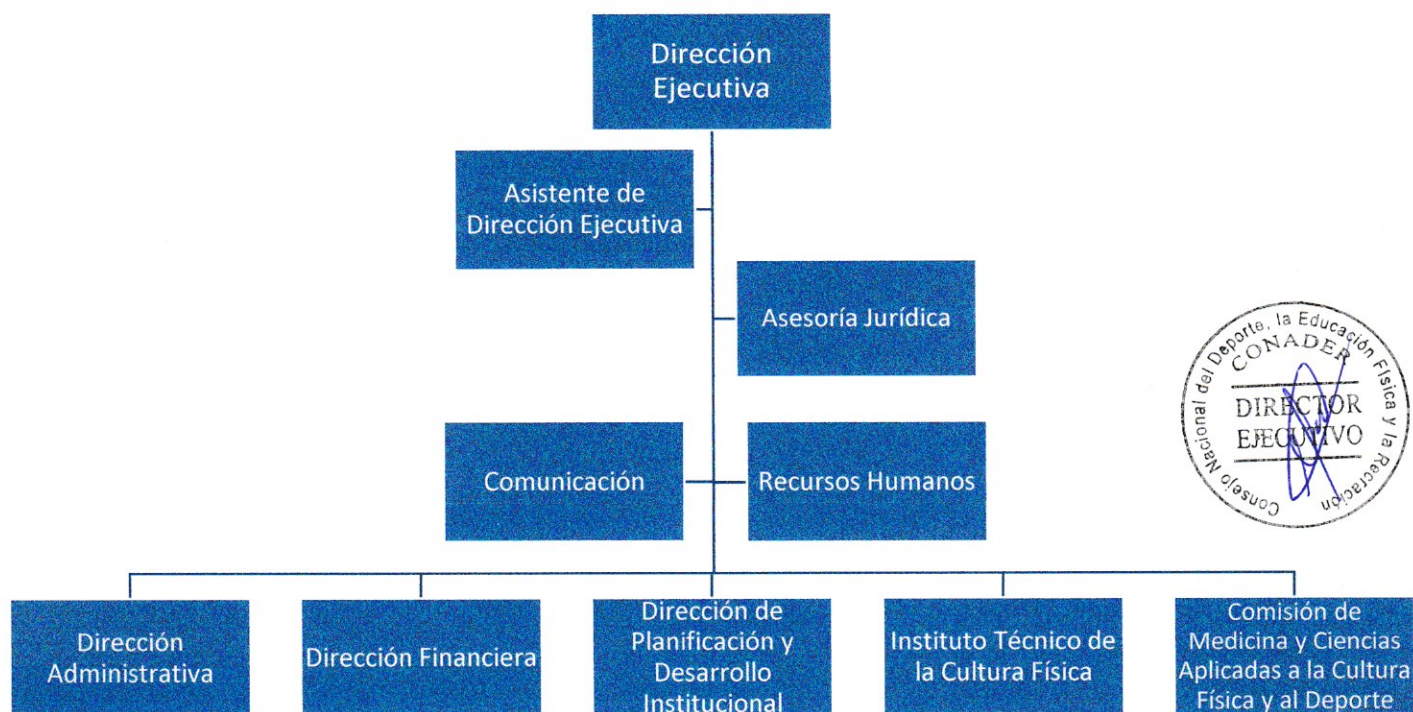 Dirección
Ejecutiva
Asistente de
Dirección Ejecutiva
Asesoría Jurídica
Comunicación
Recursos Humanos
Dirección
Administrativa
Dirección Financiera
Dirección de
Planificación y
Desarrollo
Institucional
Instituto Técnico de
la Cultura Física
Comisión de
Medicina y Ciencias
Aplicadas a la Cultura
Física y al Deporte
Consejo Nacional del Deporte, la Educación Física y la Recración
CONADER
DIRECTOR
EJECUTIVO